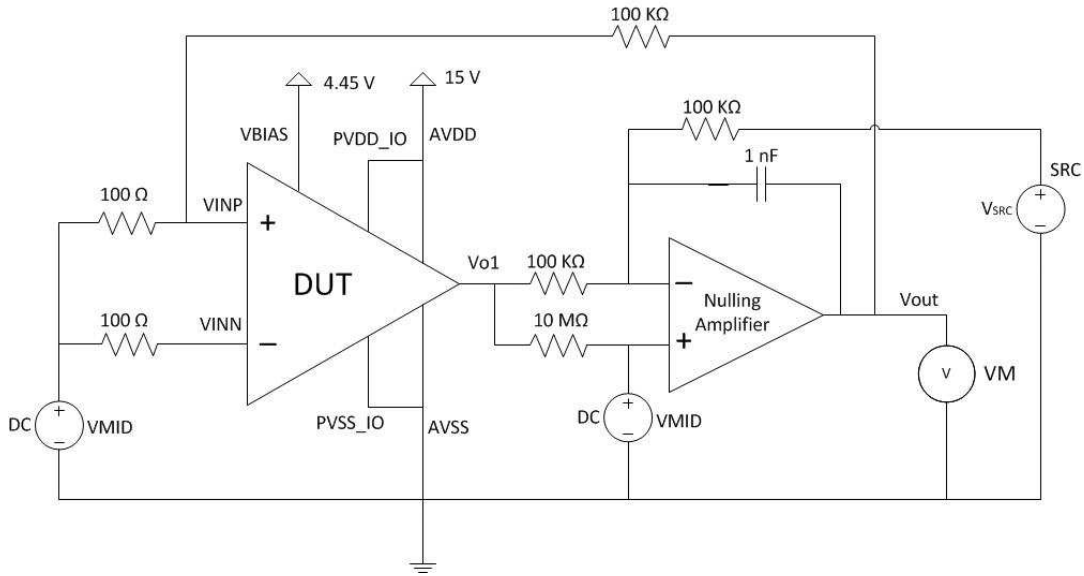 100 KΩ
4.45 V
15 V
VBIAS
PVDD_IO
AVDD
100 KΩ
1 nF
SRC
100 Ω
VINP
+
+
VSRC
−
DUT
Vo1
100 KΩ
−
Nulling
Amplifier
Vout
100 Ω
VINN
−
10 MΩ
+
V
VM
DC
+
−
VMID
PVSS_IO
AVSS
DC
+
−
VMID